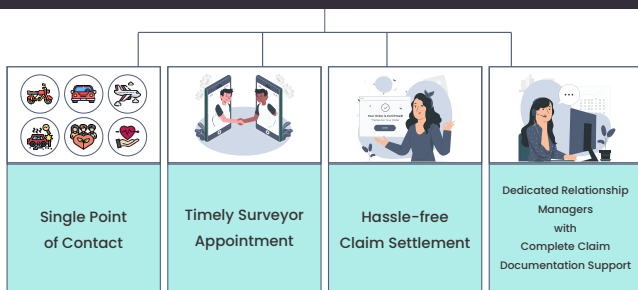 Single Point
of Contact
Timely Surveyor
Appointment
Hassle-free
Claim Settlement
Dedicated Relationship
Managers
with
Complete Claim
Documentation Support